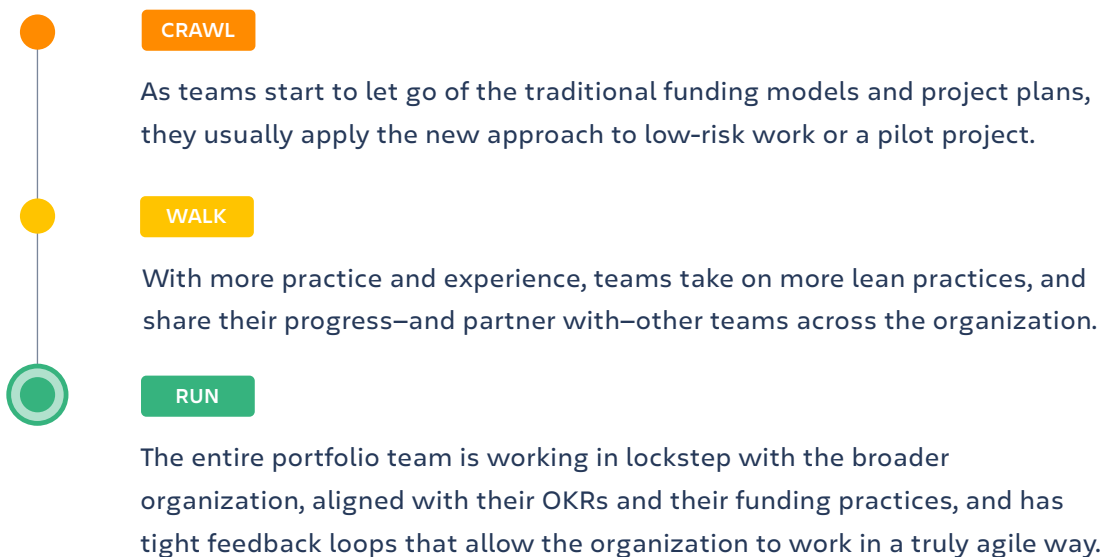 CRAWL
As teams start to let go of the traditional funding models and project plans,
they usually apply the new approach to low-risk work or a pilot project.
WALK
With more practice and experience, teams take on more lean practices, and
share their progress—and partner with—other teams across the organization.
RUN
The entire portfolio team is working in lockstep with the broader
organization, aligned with their OKRs and their funding practices, and has
tight feedback loops that allow the organization to work in a truly agile way.